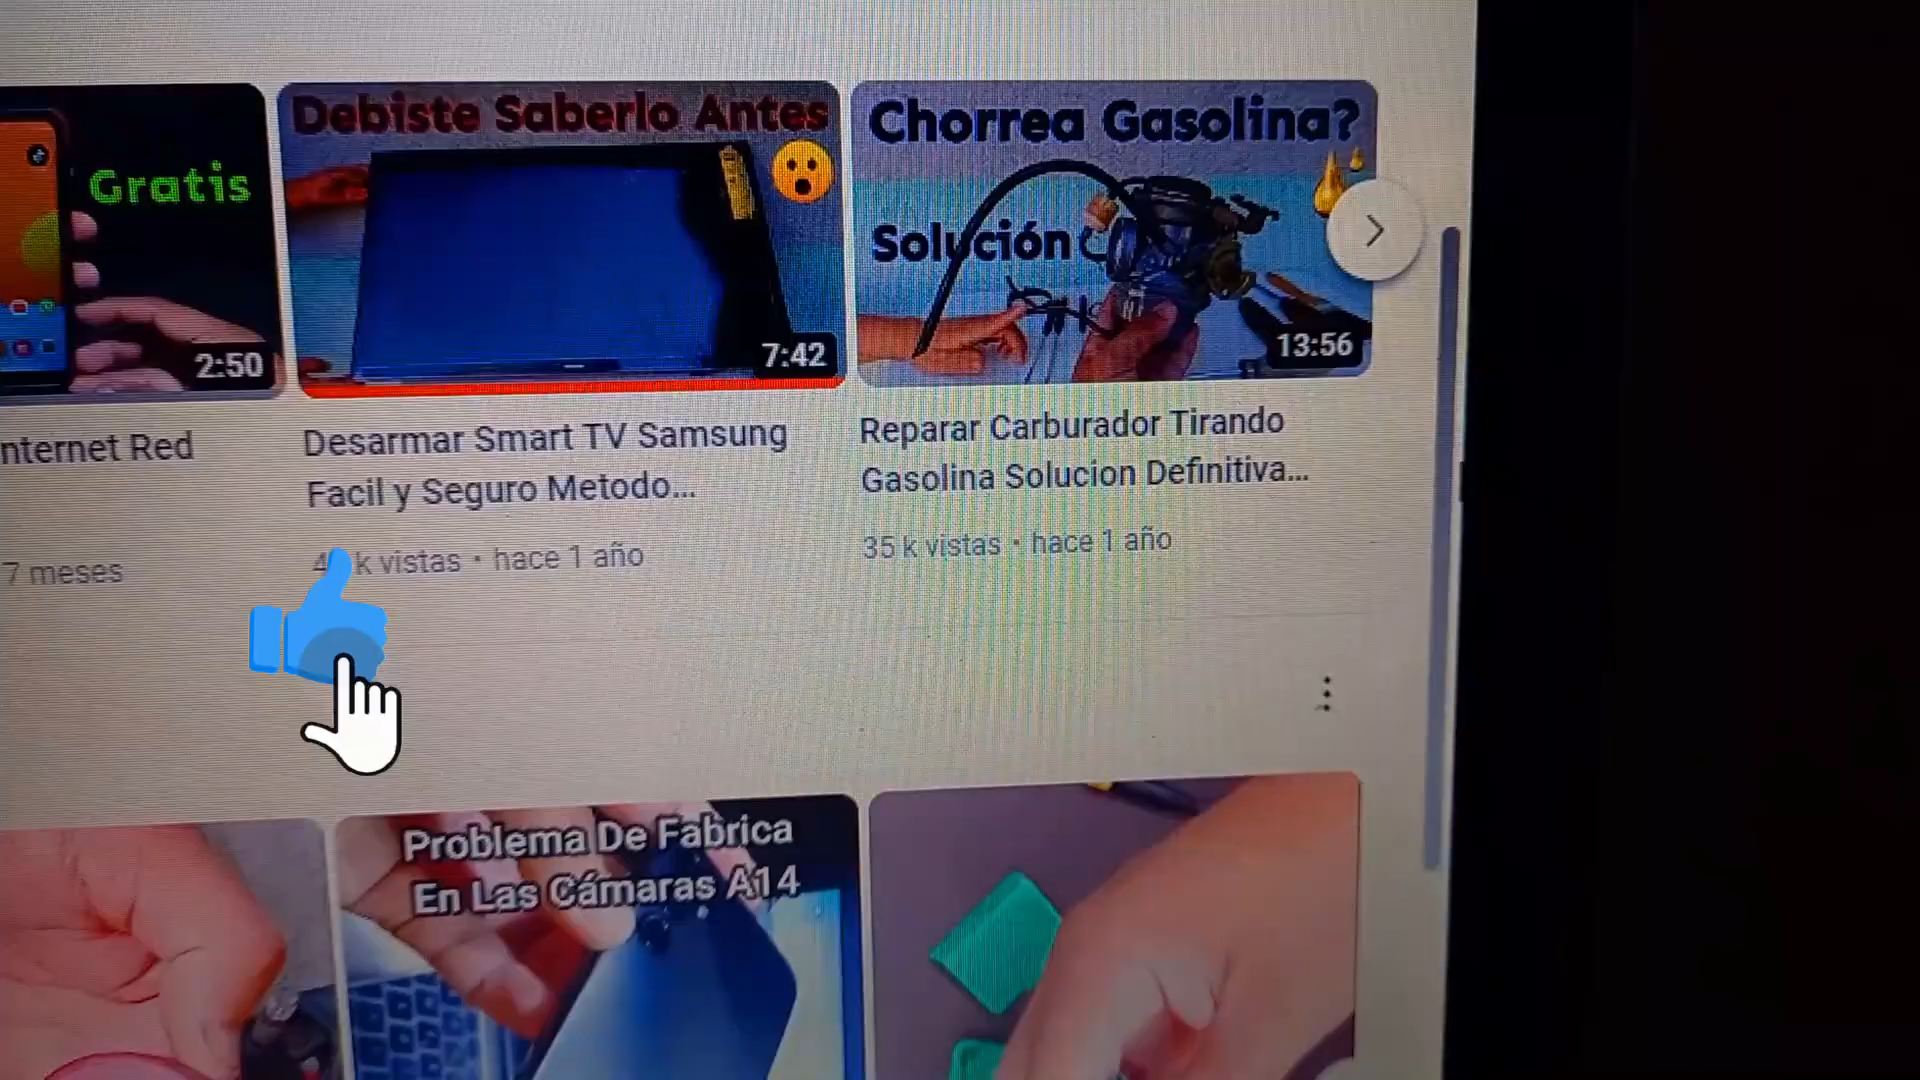 Gratis
2:50
nternet Red
7 meses
Debiste Saberlo Antes
7:42
Desarmar Smart TV Samsung
Facil y Seguro Metodo...
k vistas • hace 1 año
Chorrea Gasolina?
Solución
13:56
Reparar Carburador Tirando
Gasolina Solucion Definitiva...
35 k vistas • hace 1 año
Problema De Fabrica
En Las Cámaras A14